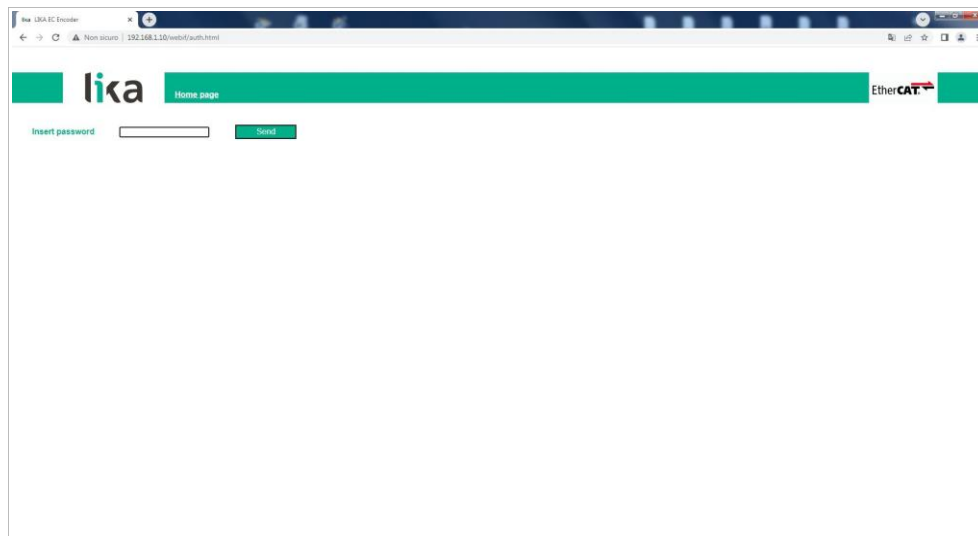 lika LIKA EC Encoder
Non sicuro | 192.168.1.10/webif/auth.html
lika
Home page
EtherCAT
Insert password
Send